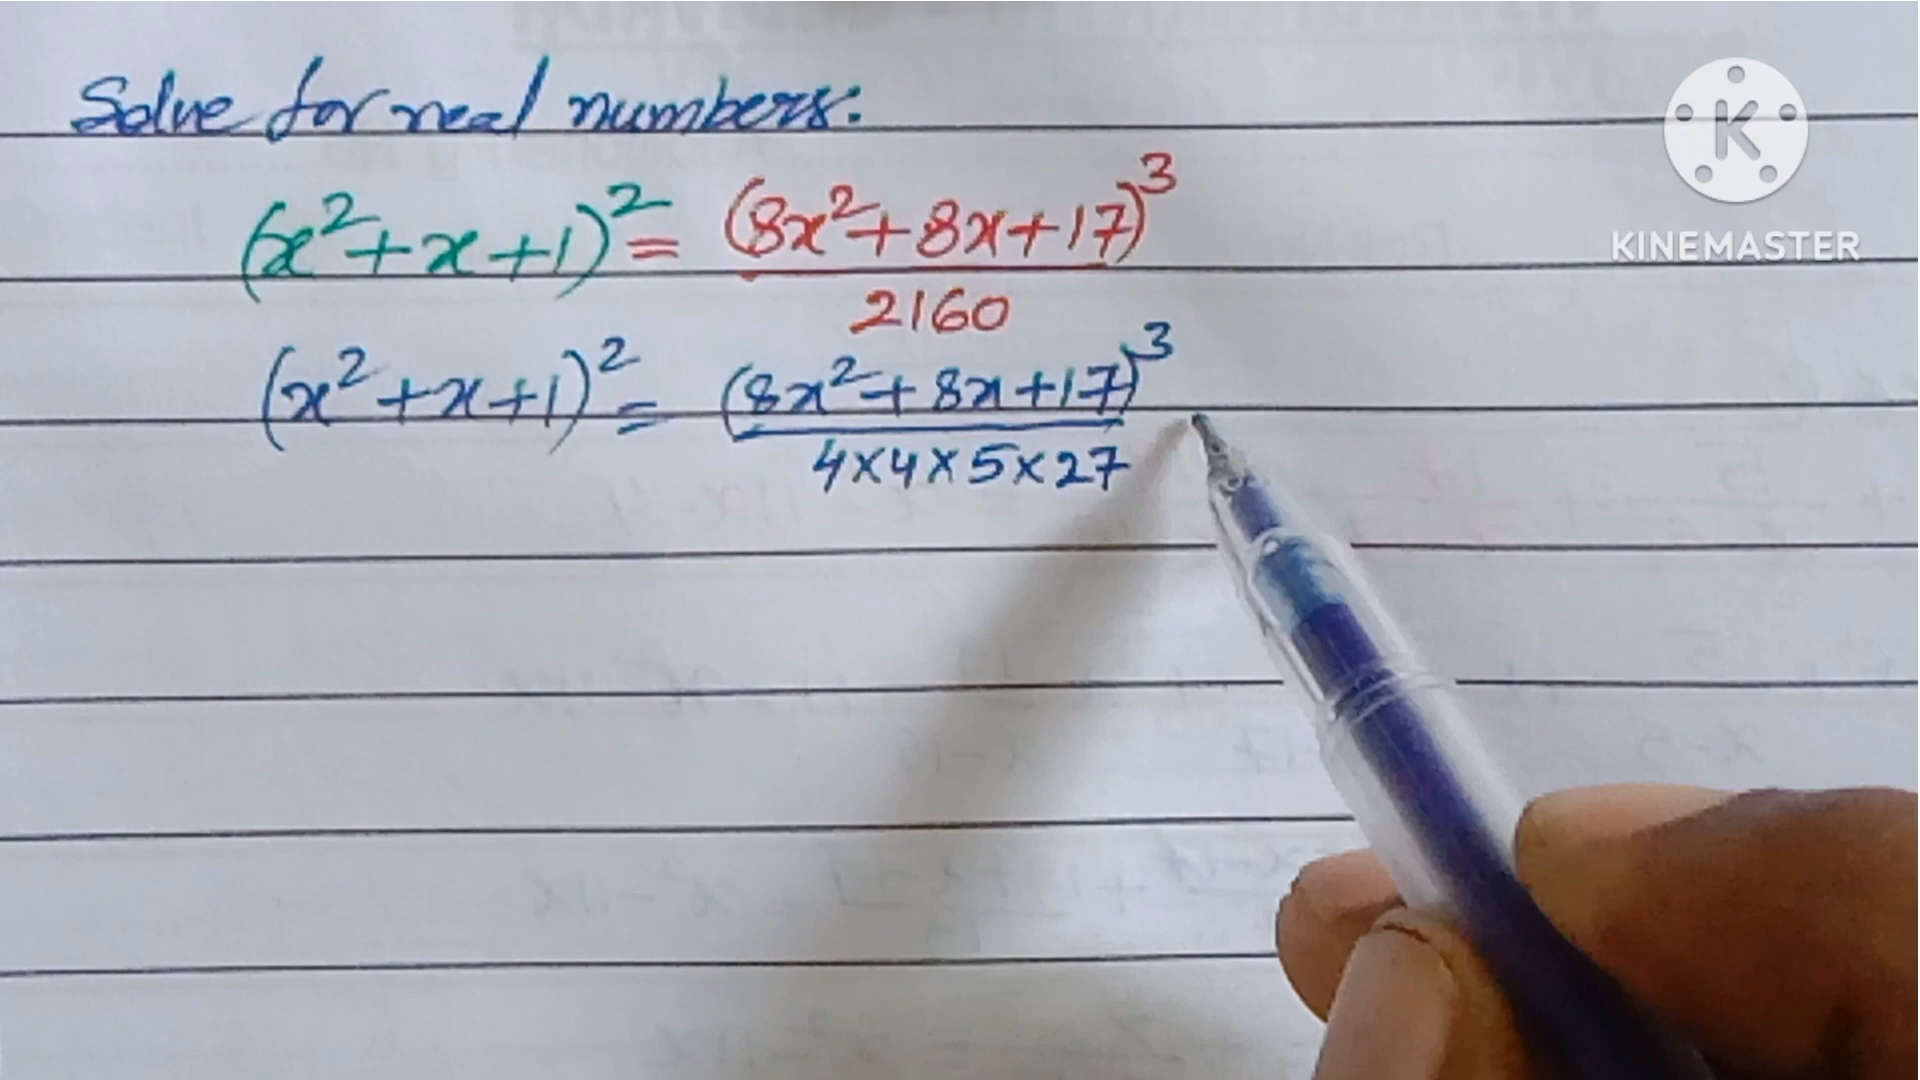 Solve for real numbers:
(x²+x+1)² = (8x²+8x+17)³
2160
(x²+x+1)² = (8x²+8x+17)³
4×4×5×27
K
KINEMASTER